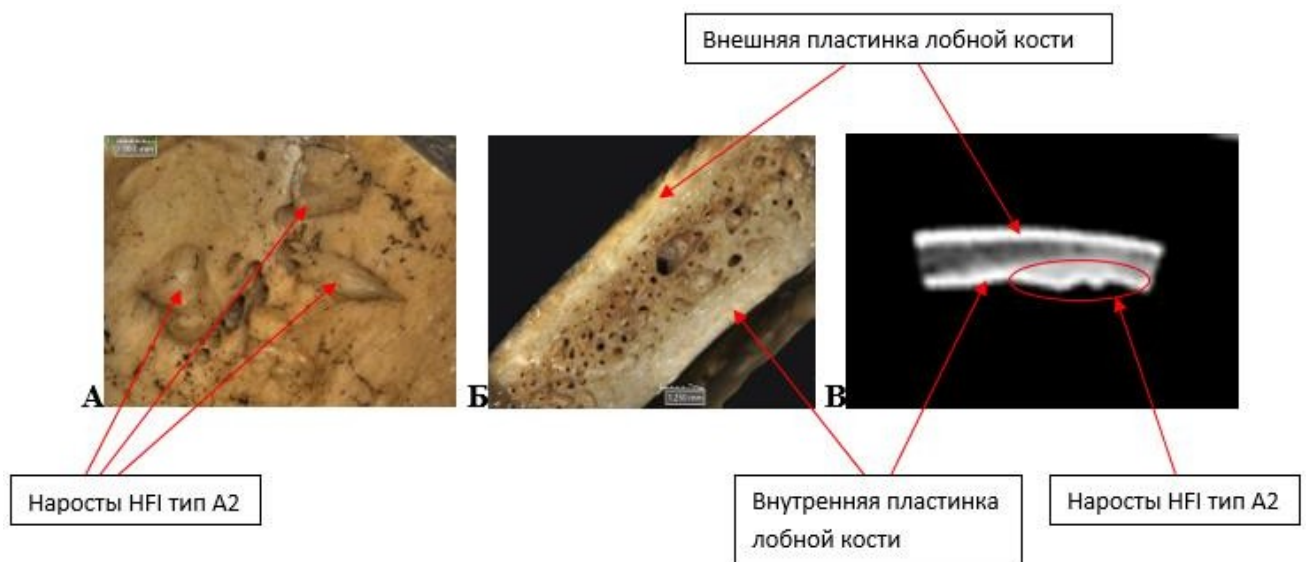 Внешняя пластинка лобной кости
А
Б
В
Наросты HFI тип А2
Внутренняя пластинка
лобной кости
Наросты HFI тип А2